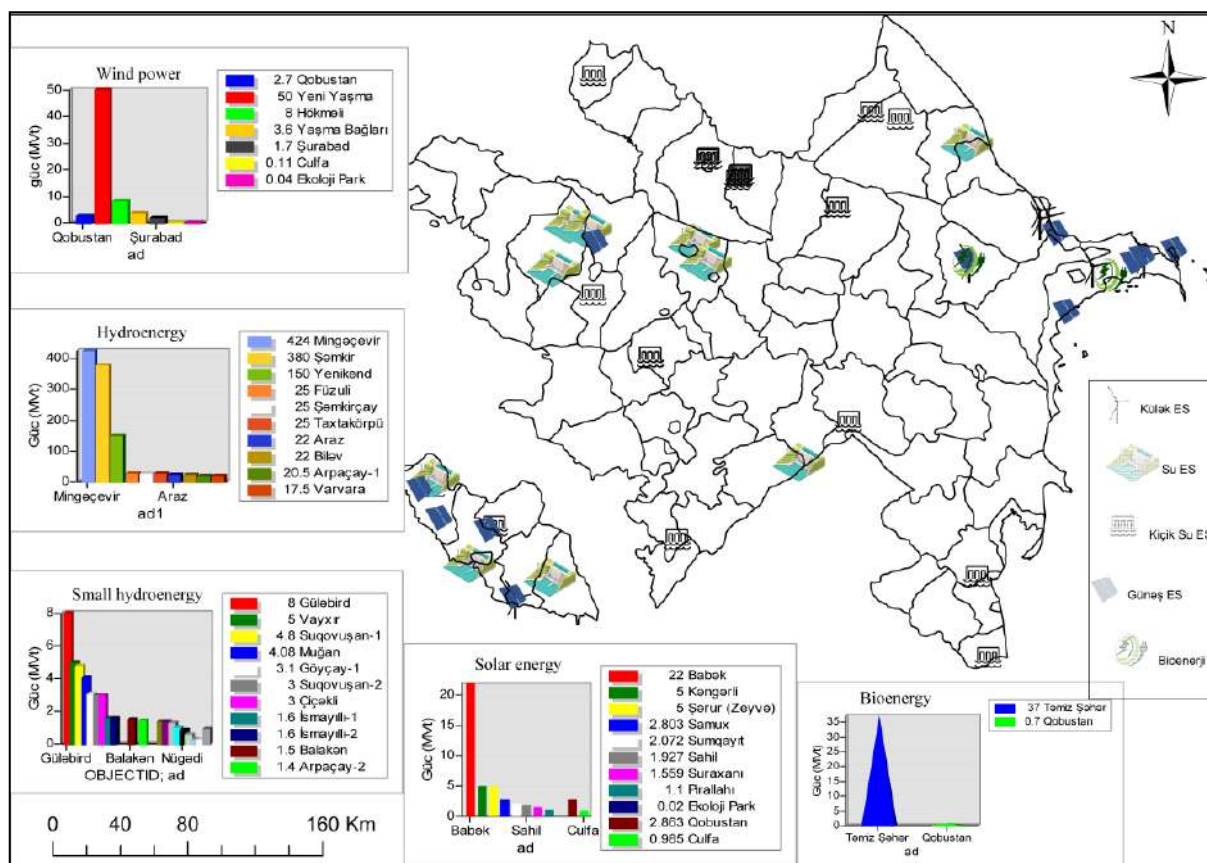 Wind power
güc (MVt)
50
40
30
20
10
0
Qobustan
Şurabad
ad
2.7 Qobustan
50 Yeni Yaşma
8 Hökməli
3.6 Yaşma Bağları
1.7 Şurabad
0.11 Culfa
0.04 Ekoloji Park
N
Hydroenergy
Güc (MVt)
400
300
200
100
0
Mingəçevir
Araz
ad1
424 Mingəçevir
380 Şəmkir
150 Yenikənd
25 Füzuli
25 Şəmkirçay
25 Taxtakörpü
22 Araz
22 Biləv
20.5 Arpaçay-1
17.5 Varvara
Small hydroenergy
Güc (MVt)
8
6
4
2
0
Güləbird
Balakən
Nügədi
OBJECTID; ad
8 Güləbird
5 Vayxır
4.8 Suqovuşan-1
4.08 Muğan
3.1 Göyçay-1
3 Suqovuşan-2
3 Çiçəkli
1.6 İsmayıllı-1
1.6 İsmayıllı-2
1.5 Balakən
1.4 Arpaçay-2
0 40 80 160 Km
Solar energy
Güc (MVt)
20
15
10
5
0
Babək
Sahil
Culfa
ad
22 Babək
5 Kəngərli
5 Şərur (Zeyvə)
2.803 Samux
2.072 Sumqayıt
1.927 Sahil
1.559 Suraxanı
1.1 Pirallahı
0.02 Ekoloji Park
2.863 Qobustan
0.985 Culfa
Bioenergy
Güc (MVt)
35
30
25
20
15
10
5
0
Təmiz Şəhər
Qobustan
ad
37 Təmiz Şəhər
0.7 Qobustan
Külək ES
Su ES
Kiçik Su ES
Günəş ES
Bioenerji